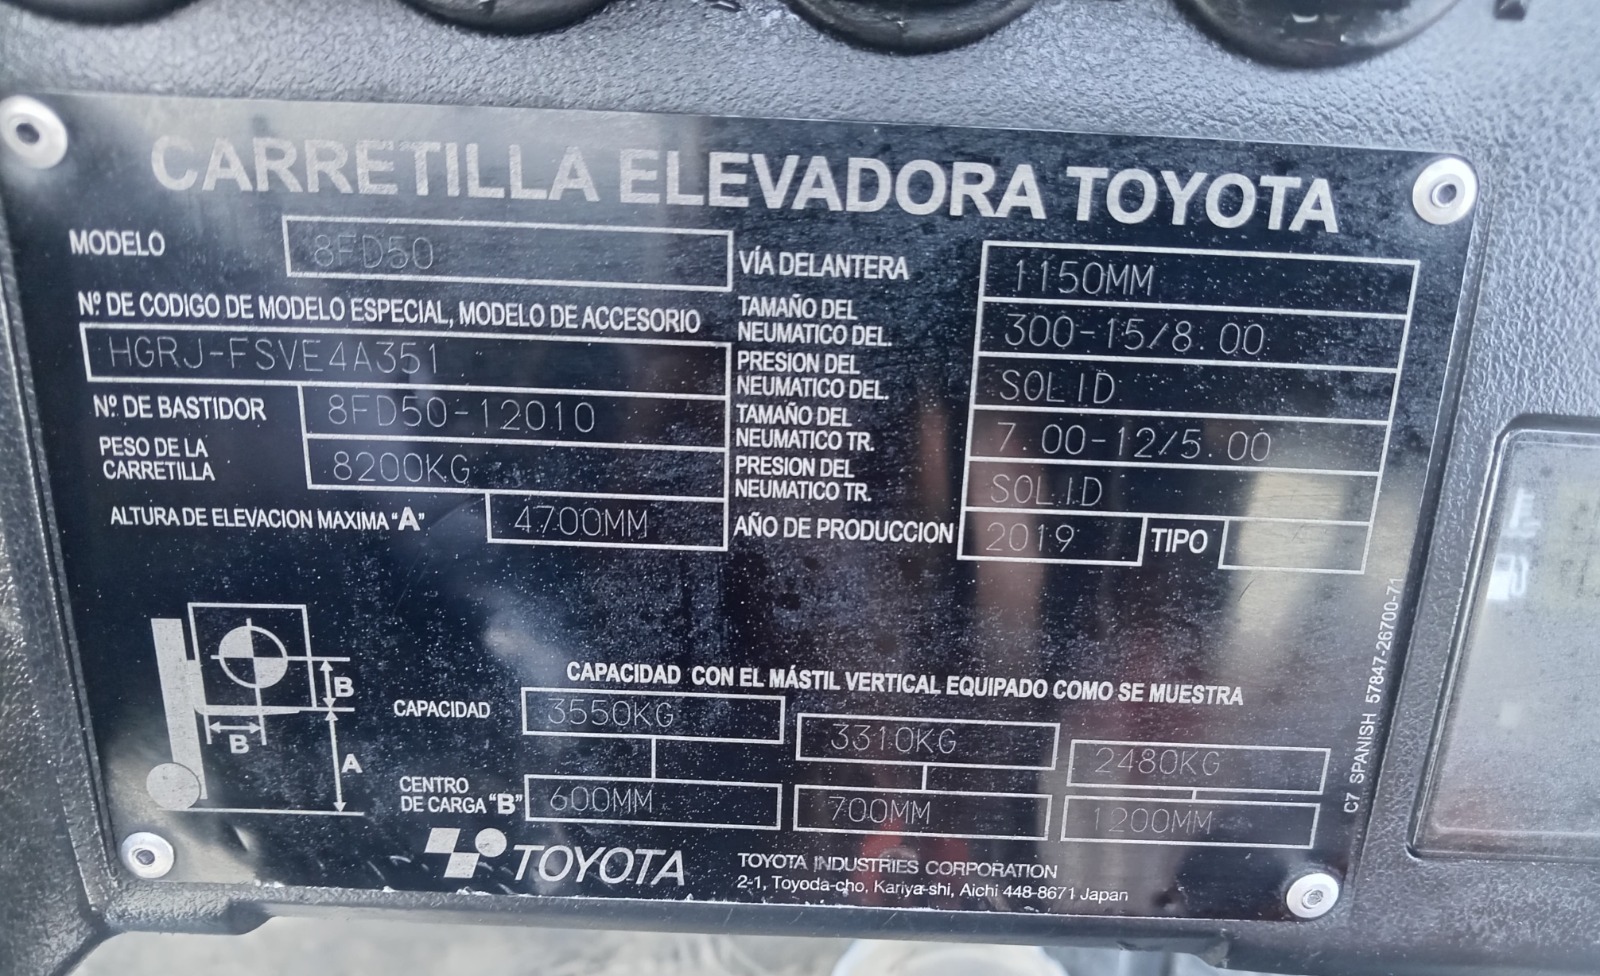 CARRETILLA ELEVADORA TOYOTA
MODELO 8FD50
Nº DE CODIGO DE MODELO ESPECIAL, MODELO DE ACCESORIO
HGRJ-FSVE4A351
Nº DE BASTIDOR 8FD50-12010
PESO DE LA
CARRETILLA 8200KG
ALTURA DE ELEVACION MAXIMA "A" 4700MM
VÍA DELANTERA 1150MM
TAMAÑO DEL
NEUMATICO DEL. 300-15/8.00
PRESION DEL
NEUMATICO DEL. SOLID
TAMAÑO DEL
NEUMATICO TR. 7.00-12/5.00
PRESION DEL
NEUMATICO TR. SOLID
AÑO DE PRODUCCION 2019 TIPO
B
B
A
CAPACIDAD CON EL MÁSTIL VERTICAL EQUIPADO COMO SE MUESTRA
CAPACIDAD 3550KG 3310KG 2480KG
CENTRO
DE CARGA "B" 600MM 700MM 1200MM
TOYOTA
TOYOTA INDUSTRIES CORPORATION
2-1, Toyoda-cho, Kariya-shi, Aichi 448-8671 Japan
C7 SPANISH 57847-26700-71